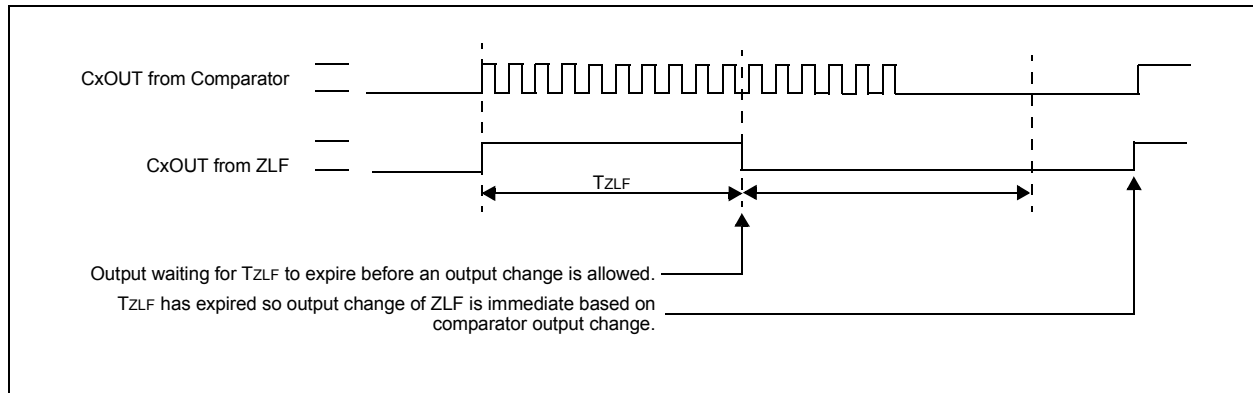 CxOUT from Comparator
CxOUT from ZLF
TZLF
Output waiting for TZLF to expire before an output change is allowed.
TZLF has expired so output change of ZLF is immediate based on
comparator output change.